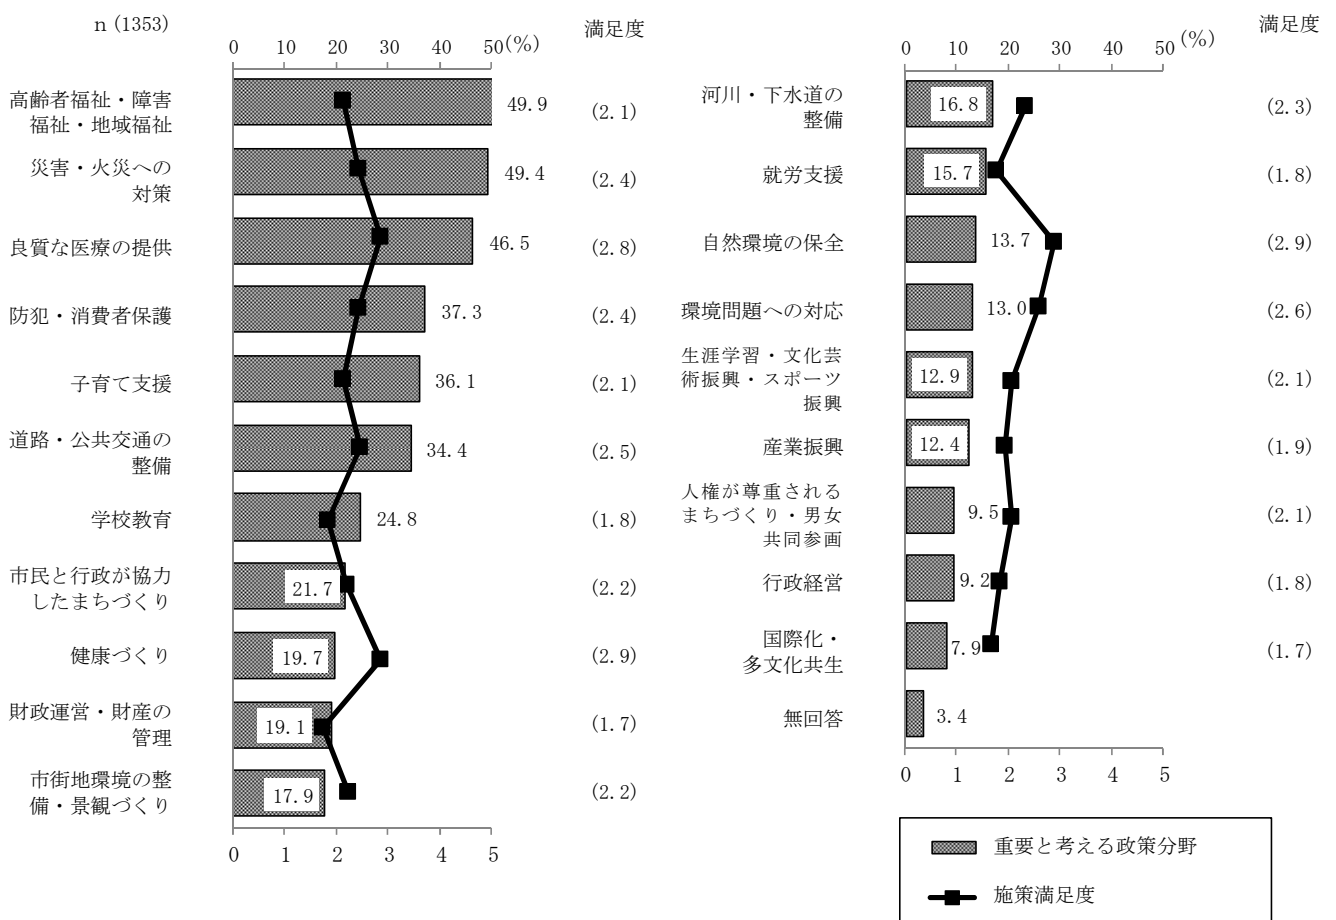 n (1353)
0 10 20 30 40 50(%)
満足度
高齢者福祉・障害
福祉・地域福祉
49.9
(2.1)
災害・火災への
対策
49.4
(2.4)
良質な医療の提供
46.5
(2.8)
防犯・消費者保護
37.3
(2.4)
子育て支援
36.1
(2.1)
道路・公共交通の
整備
34.4
(2.5)
学校教育
24.8
(1.8)
市民と行政が協力
したまちづくり
21.7
(2.2)
健康づくり
19.7
(2.9)
財政運営・財産の
管理
19.1
(1.7)
市街地環境の整
備・景観づくり
17.9
(2.2)
0 1 2 3 4 5
0 10 20 30 40 50 (%)
満足度
河川・下水道の
整備
16.8
(2.3)
就労支援
15.7
(1.8)
自然環境の保全
13.7
(2.9)
環境問題への対応
13.0
(2.6)
生涯学習・文化芸
術振興・スポーツ
振興
12.9
(2.1)
産業振興
12.4
(1.9)
人権が尊重される
まちづくり・男女
共同参画
9.5
(2.1)
行政経営
9.2
(1.8)
国際化・
多文化共生
7.9
(1.7)
無回答
3.4
0 1 2 3 4 5
重要と考える政策分野
施策満足度